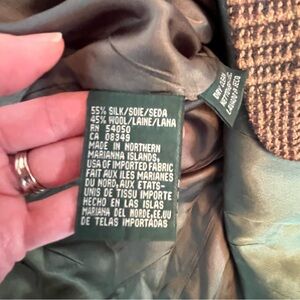 55% SILK/SOIE/SEDA
45% WOOL/LAINE/LANA
RN 54050
CA 08349
MADE IN NORTHERN
MARIANNA ISLANDS,
USA OF IMPORTED FABRIC
FAIT AUX ILES MARIANES
DU NORD, AUX ETATS-
UNIS DE TISSU IMPORTE
HECHO EN LAS ISLAS
MARIANA DEL NORDE, EE.UU
DE TELAS IMPORTADAS